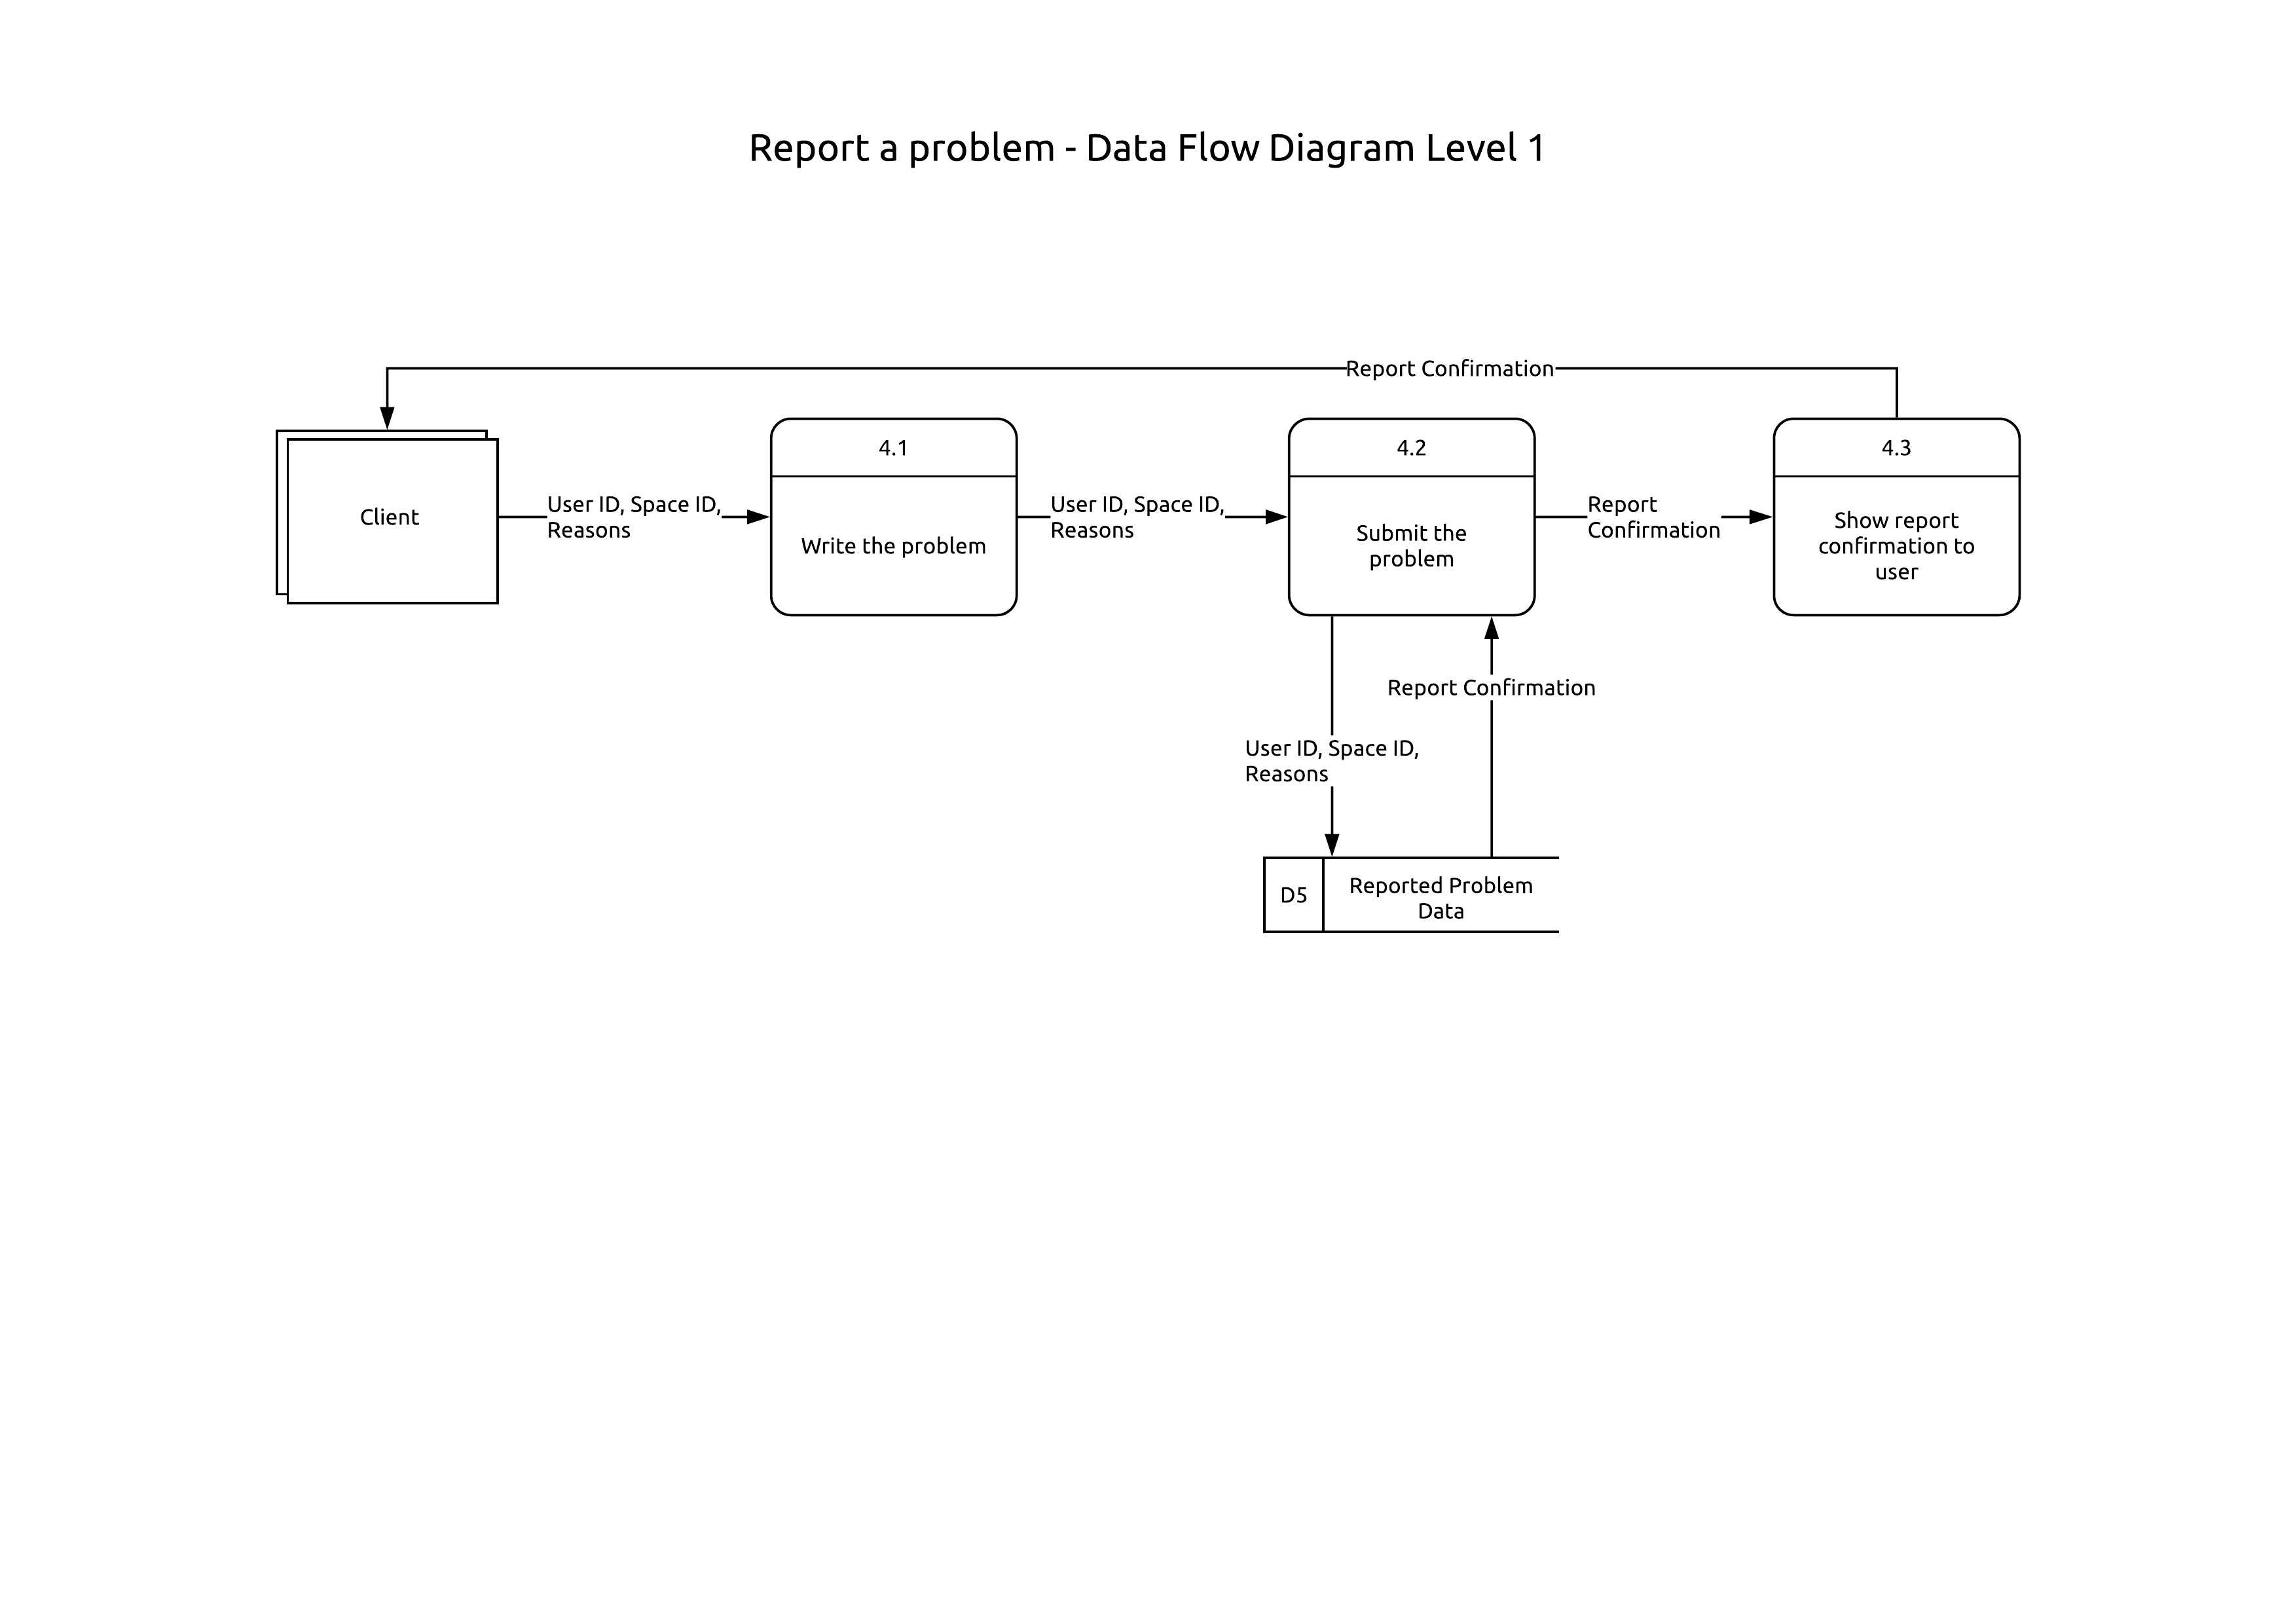 Report a problem - Data Flow Diagram Level 1
Report Confirmation
Client
User ID, Space ID,
Reasons
4.1
Write the problem
User ID, Space ID,
Reasons
4.2
Submit the
problem
Report
Confirmation
4.3
Show report
confirmation to
user
Report Confirmation
User ID, Space ID,
Reasons
D5
Reported Problem
Data